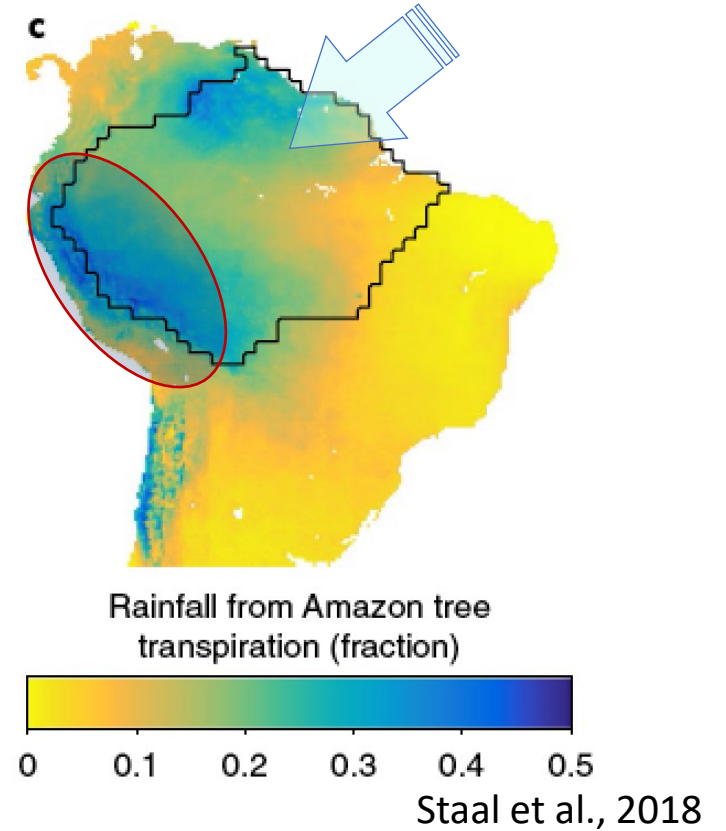 c
Rainfall from Amazon tree
transpiration (fraction)
0 0.1 0.2 0.3 0.4 0.5
Staal et al., 2018